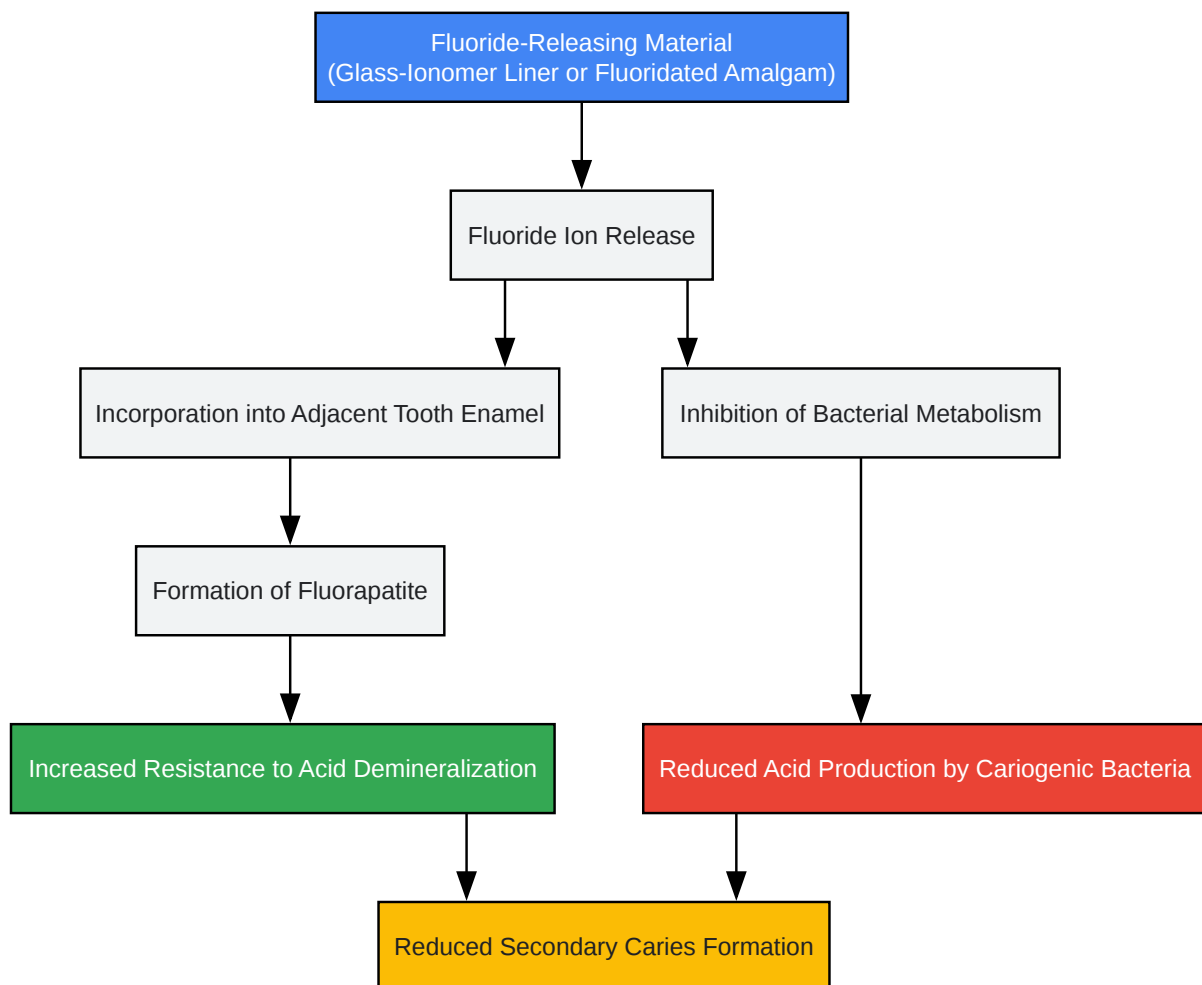 Fluoride-Releasing Material
(Glass-Ionomer Liner or Fluoridated Amalgam)
Fluoride Ion Release
Incorporation into Adjacent Tooth Enamel
Inhibition of Bacterial Metabolism
Formation of Fluorapatite
Increased Resistance to Acid Demineralization
Reduced Acid Production by Cariogenic Bacteria
Reduced Secondary Caries Formation